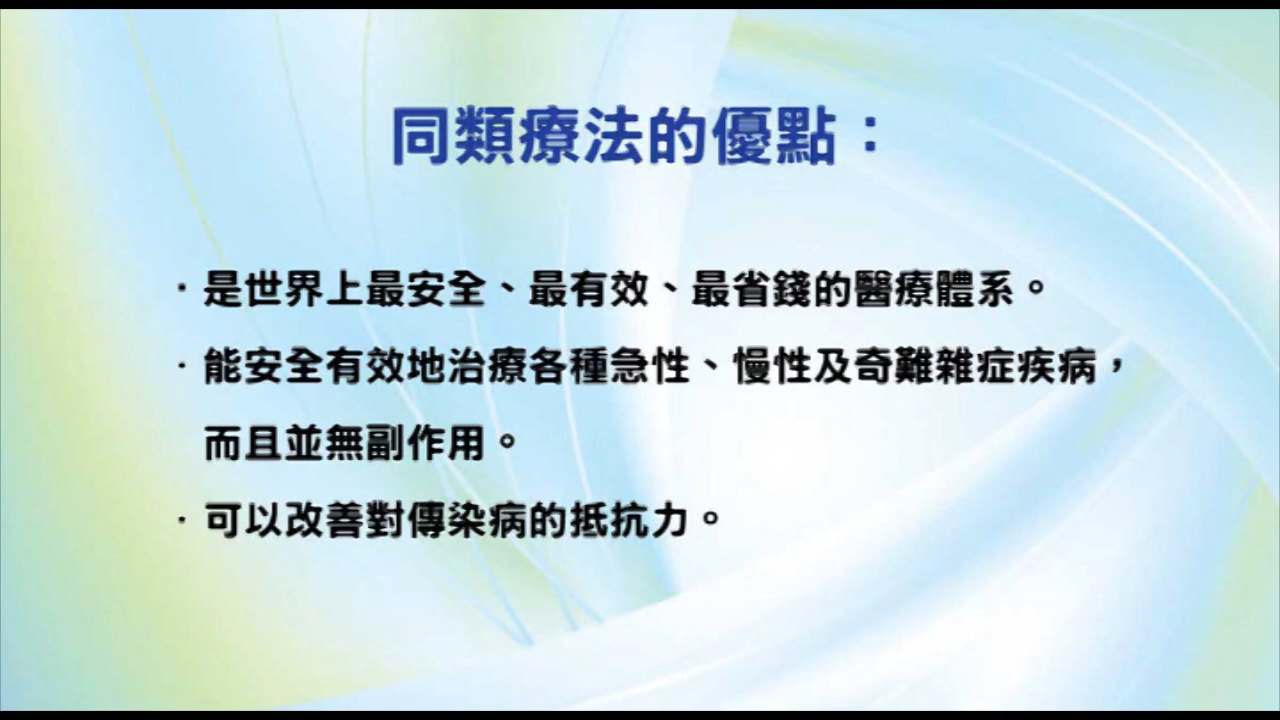 同類療法的優點：
·是世界上最安全、最有效、最省錢的醫療體系。
·能安全有效地治療各種急性、慢性及奇難雜症疾病，
而且並無副作用。
·可以改善對傳染病的抵抗力。